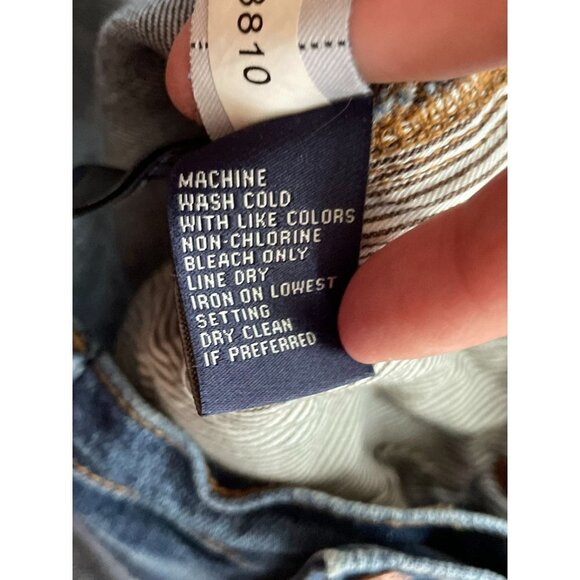 8810
MACHINE
WASH COLD
WITH LIKE COLORS
NON-CHLORINE
BLEACH ONLY
LINE DRY
IRON ON LOWEST
SETTING
DRY CLEAN
IF PREFERRED